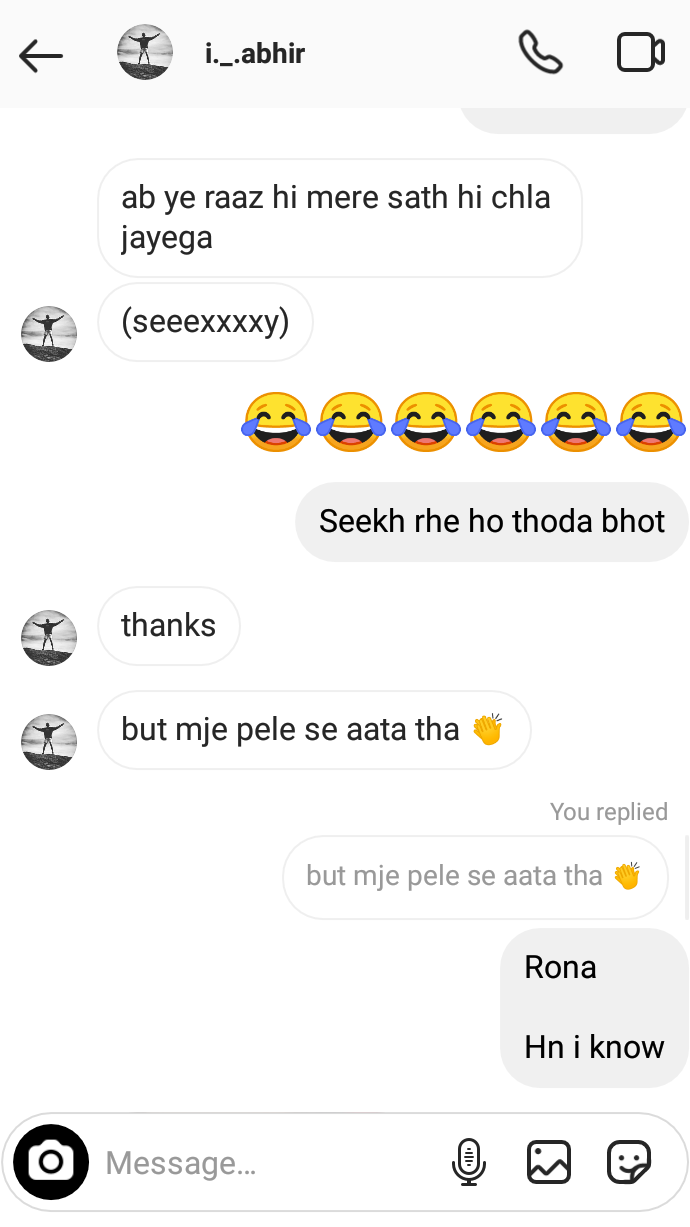 i._.abhir
ab ye raaz hi mere sath hi chla
jayega
(seeexxxxy)
😂😂😂😂😂😂
Seekh rhe ho thoda bhot
thanks
but mje pele se aata tha 👏
You replied
but mje pele se aata tha 👏
Rona
Hn i know
Message...